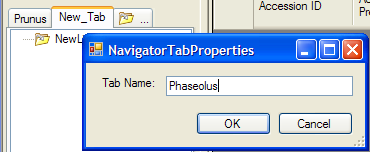 Prunus New_Tab ...
Accession ID
NavigatorTabProperties
Tab Name: Phaseolus
OK Cancel